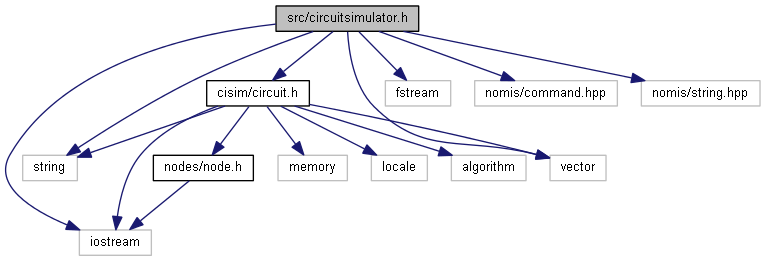 src/circuitsimulator.h
cisim/circuit.h
fstream
nomis/command.hpp
nomis/string.hpp
string
nodes/node.h
memory
locale
algorithm
vector
iostream